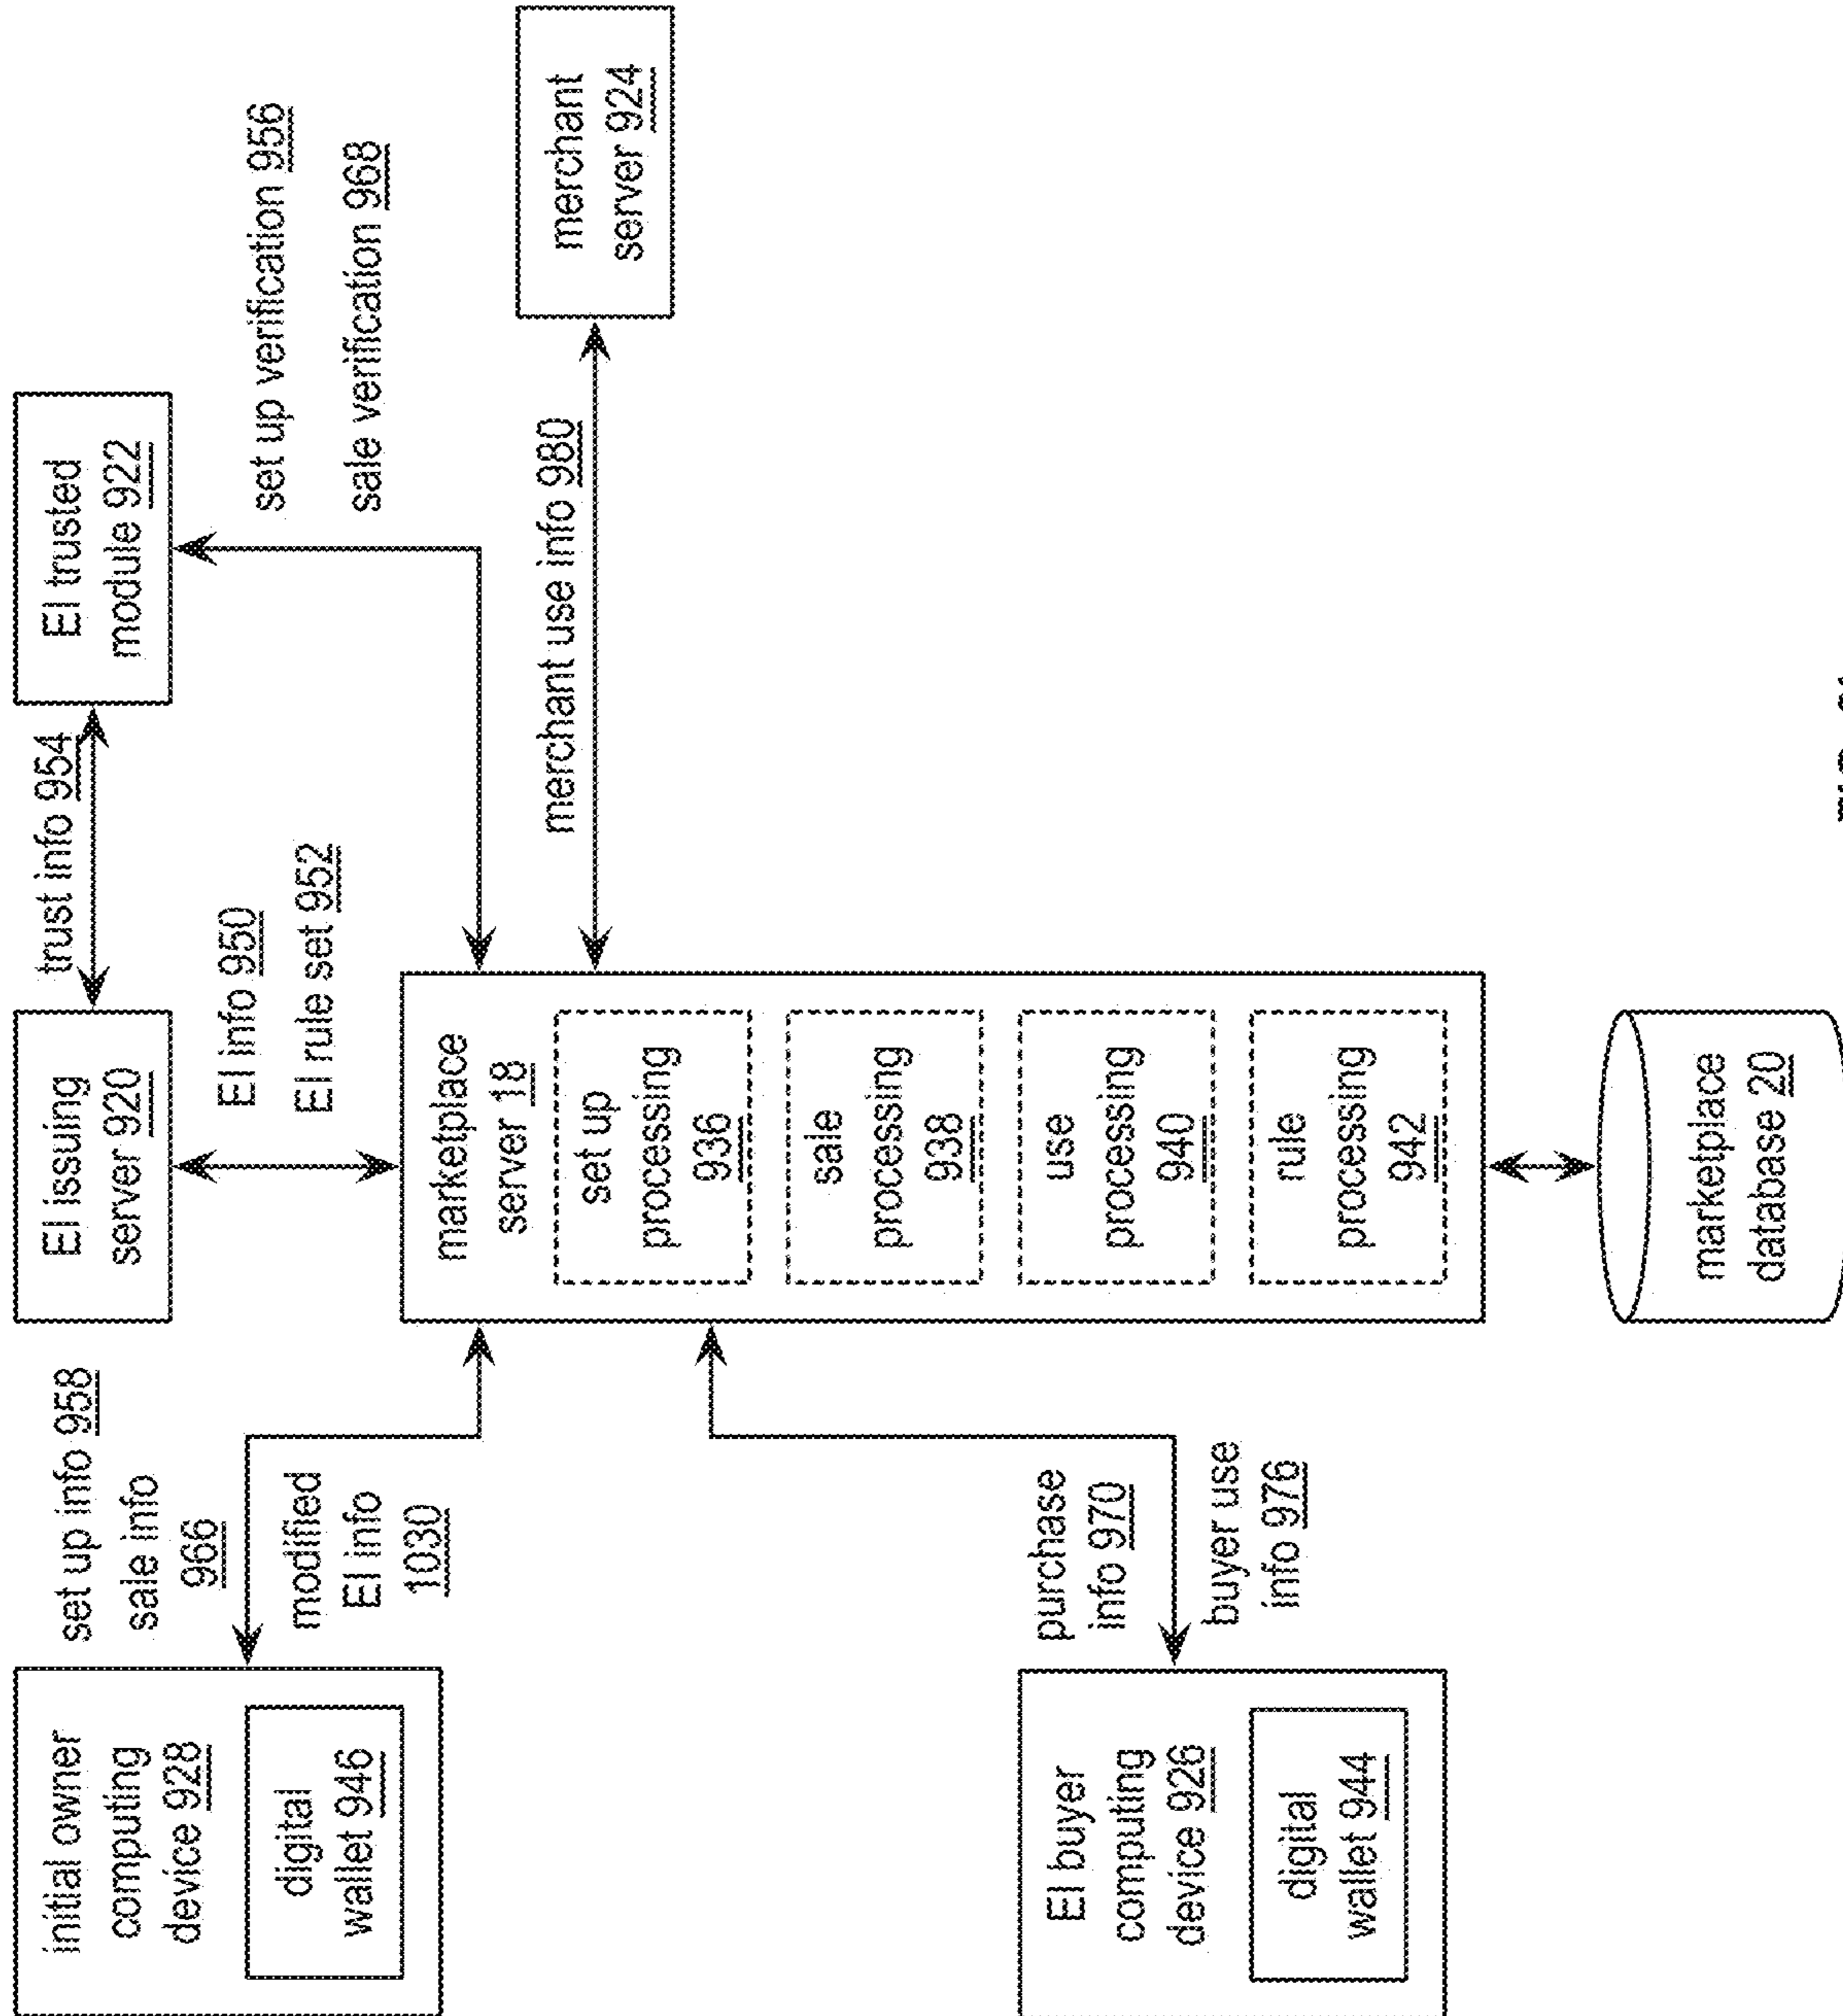 initial owner
computing
device 928
digital
wallet 946
set up info 958
sale info
966
modified
EI info
1030
EI issuing
server 920
trust info 954
EI trusted
module 922
EI info 950
EI rule set 952
set up verification 956
sale verification 968
marketplace
server 18
set up
processing
936
sale
processing
938
use
processing
940
rule
processing
942
merchant use info 980
merchant
server 924
EI buyer
computing
device 926
digital
wallet 944
purchase
info 970
buyer use
info 976
marketplace
database 20